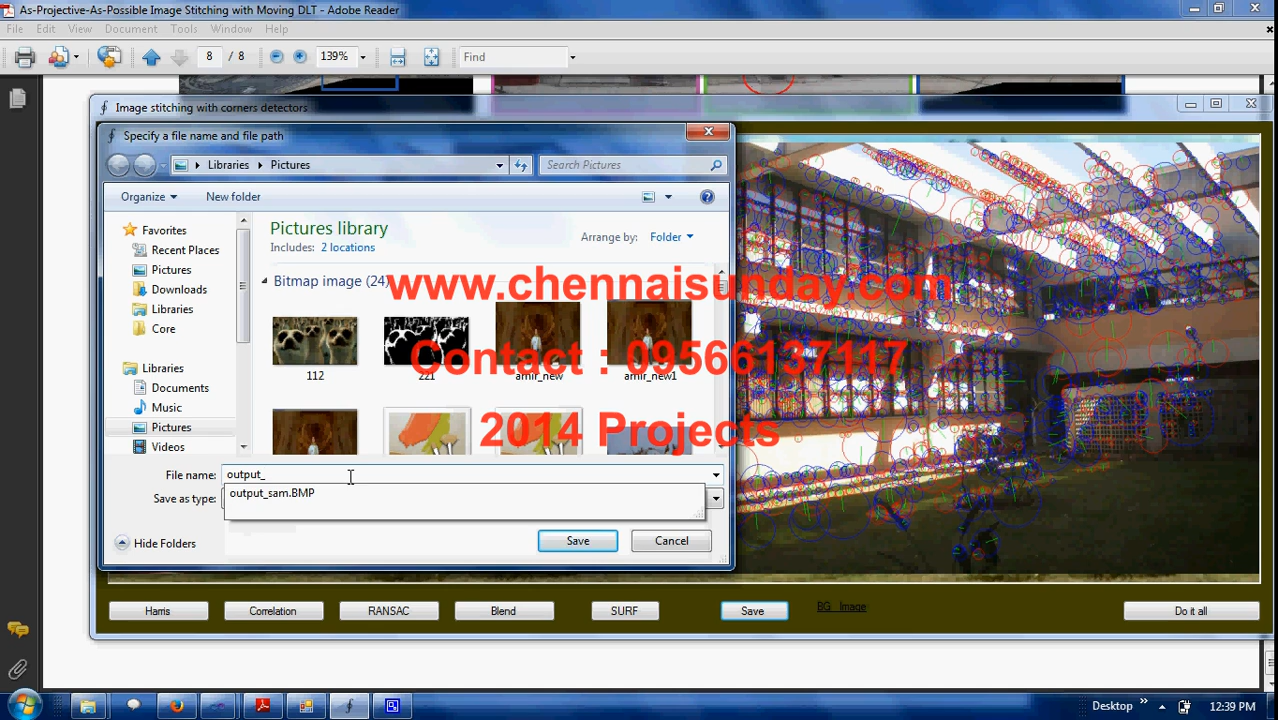 As-Projective-As-Possible Image Stitching with Moving DLT - Adobe Reader
File Edit View Document Tools Window Help
8 / 8 139% Find
Image stitching with corners detectors
Specify a file name and file path
Libraries Pictures Search Pictures
Organize New folder
Pictures library
Includes: 2 locations
Arrange by: Folder
Favorites
Recent Places
Pictures
Downloads
Libraries
Core
Libraries
Documents
Music
Pictures
Videos
Bitmap image (24)
112 221 amir_new amir_new1
www.chennaisunday.com
Contact : 09566137117
2014 Projects
File name: output_
output_sam.BMP
Save as type:
Hide Folders Save Cancel
Harris Correlation RANSAC Blend SURF Save BG_Image Do it all
Desktop 12:39 PM